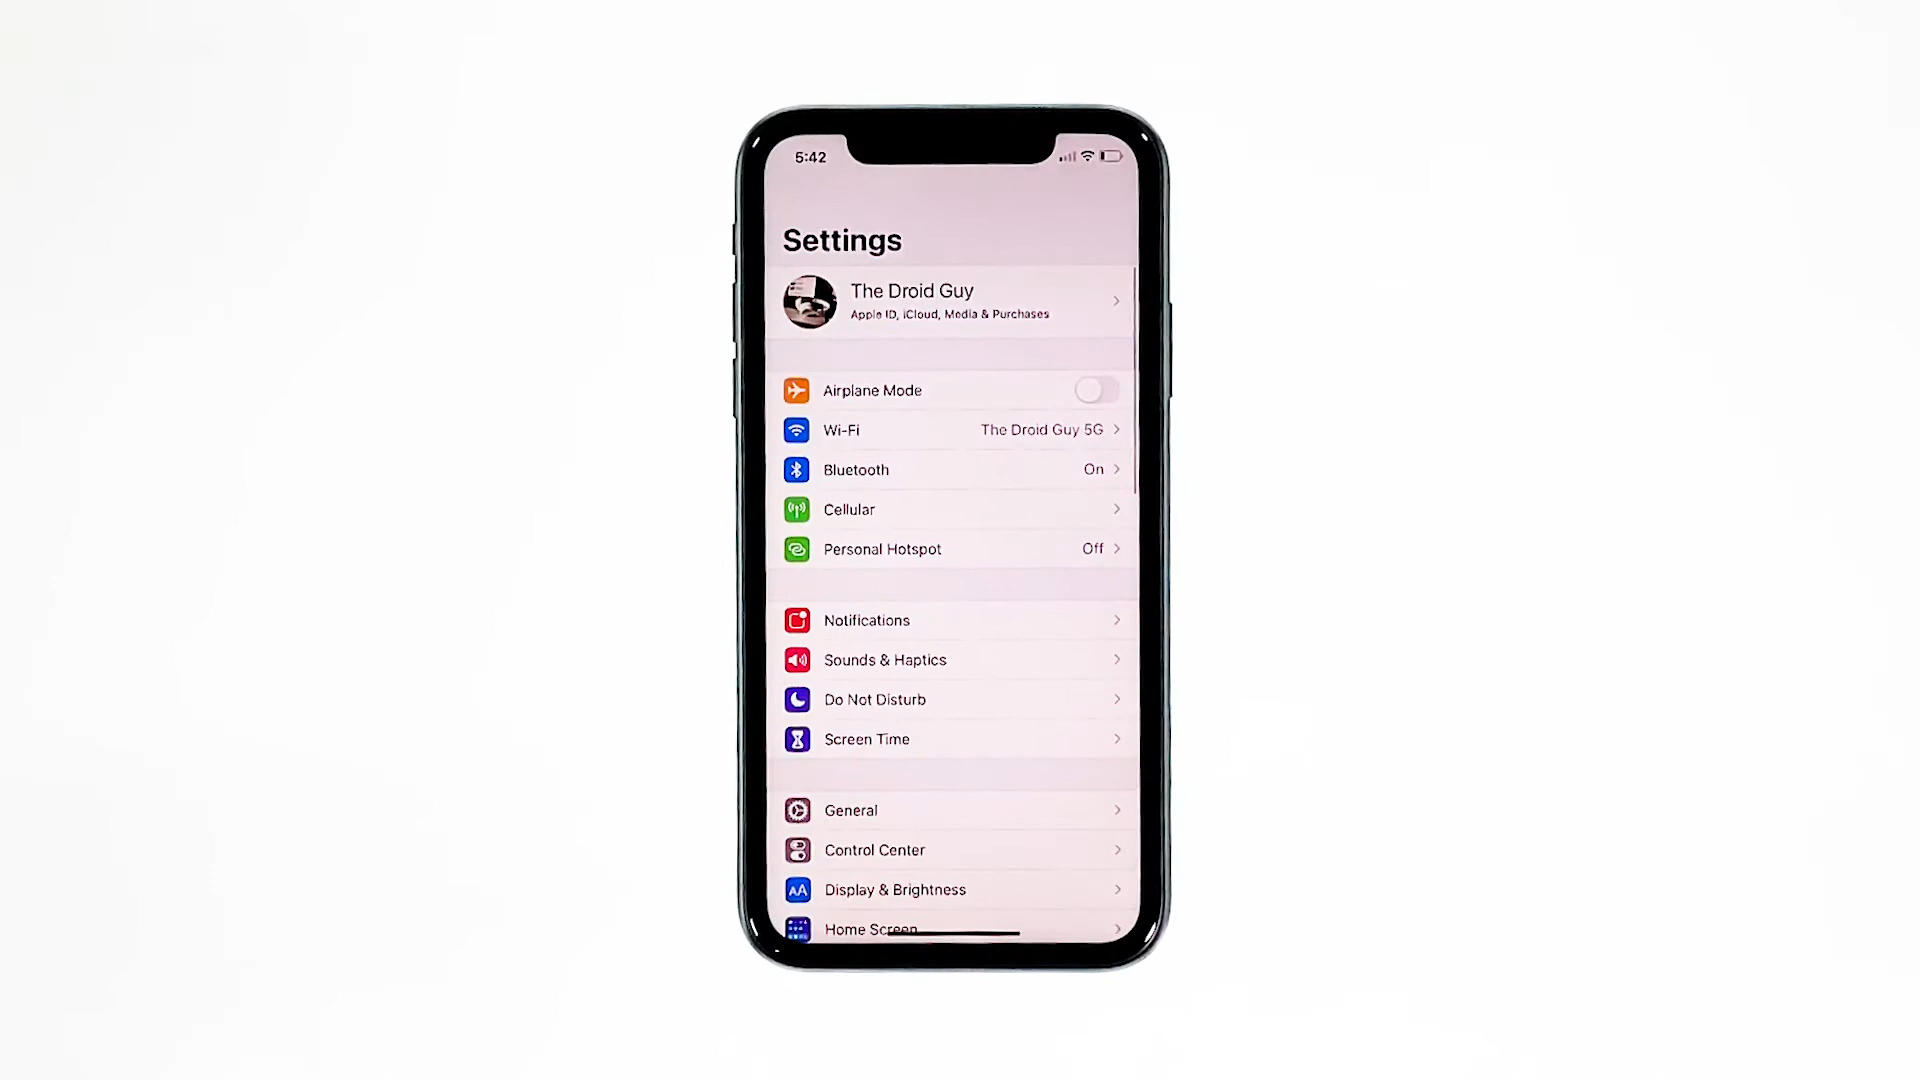 5:42
Settings
The Droid Guy
Apple ID, iCloud, Media & Purchases
Airplane Mode
Wi-Fi The Droid Guy 5G
Bluetooth On
Cellular
Personal Hotspot Off
Notifications
Sounds & Haptics
Do Not Disturb
Screen Time
General
Control Center
AA Display & Brightness
Home Screen